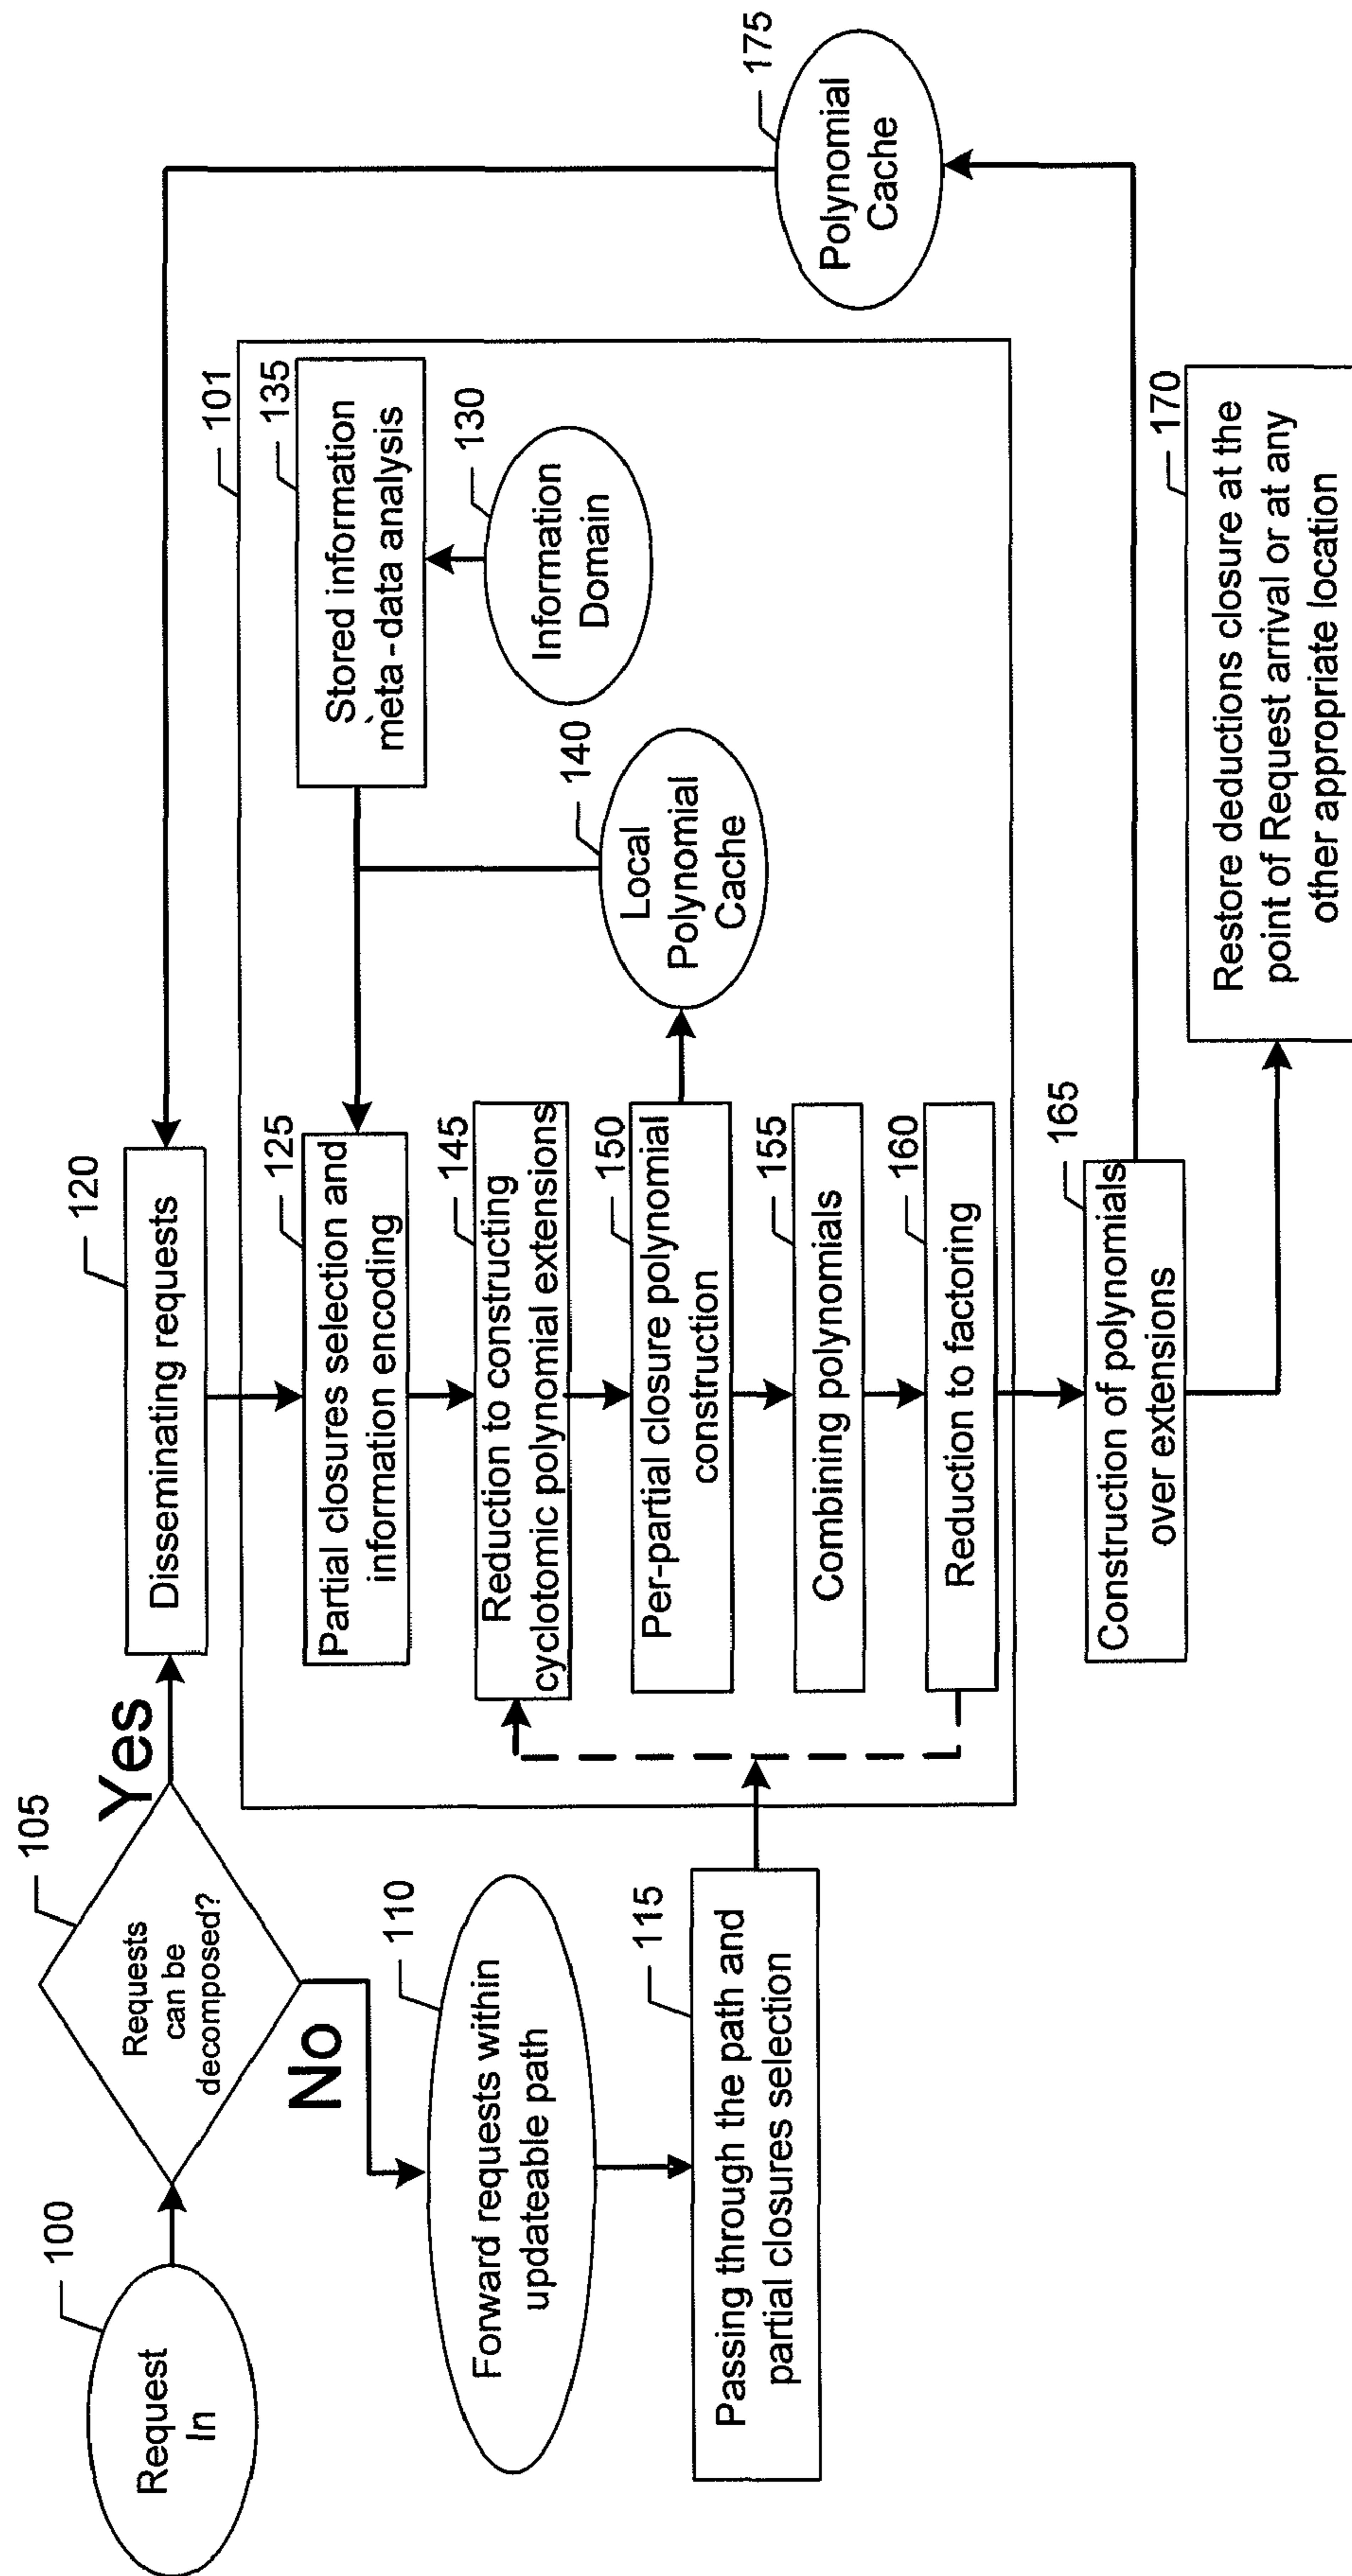 100
Request
In
105
Requests
can be
decomposed?
Yes
No
110
Forward requests within
updateable path
115
Passing through the path and
partial closures selection
120
Disseminating requests
101
125
Partial closures selection and
information encoding
135
Stored information
meta-data analysis
130
Information
Domain
140
Local
Polynomial
Cache
145
Reduction to constructing
cyclotomic polynomial extensions
150
Per-partial closure polynomial
construction
155
Combining polynomials
160
Reduction to factoring
165
Construction of polynomials
over extensions
170
Restore deductions closure at the
point of Request arrival or at any
other appropriate location
175
Polynomial
Cache